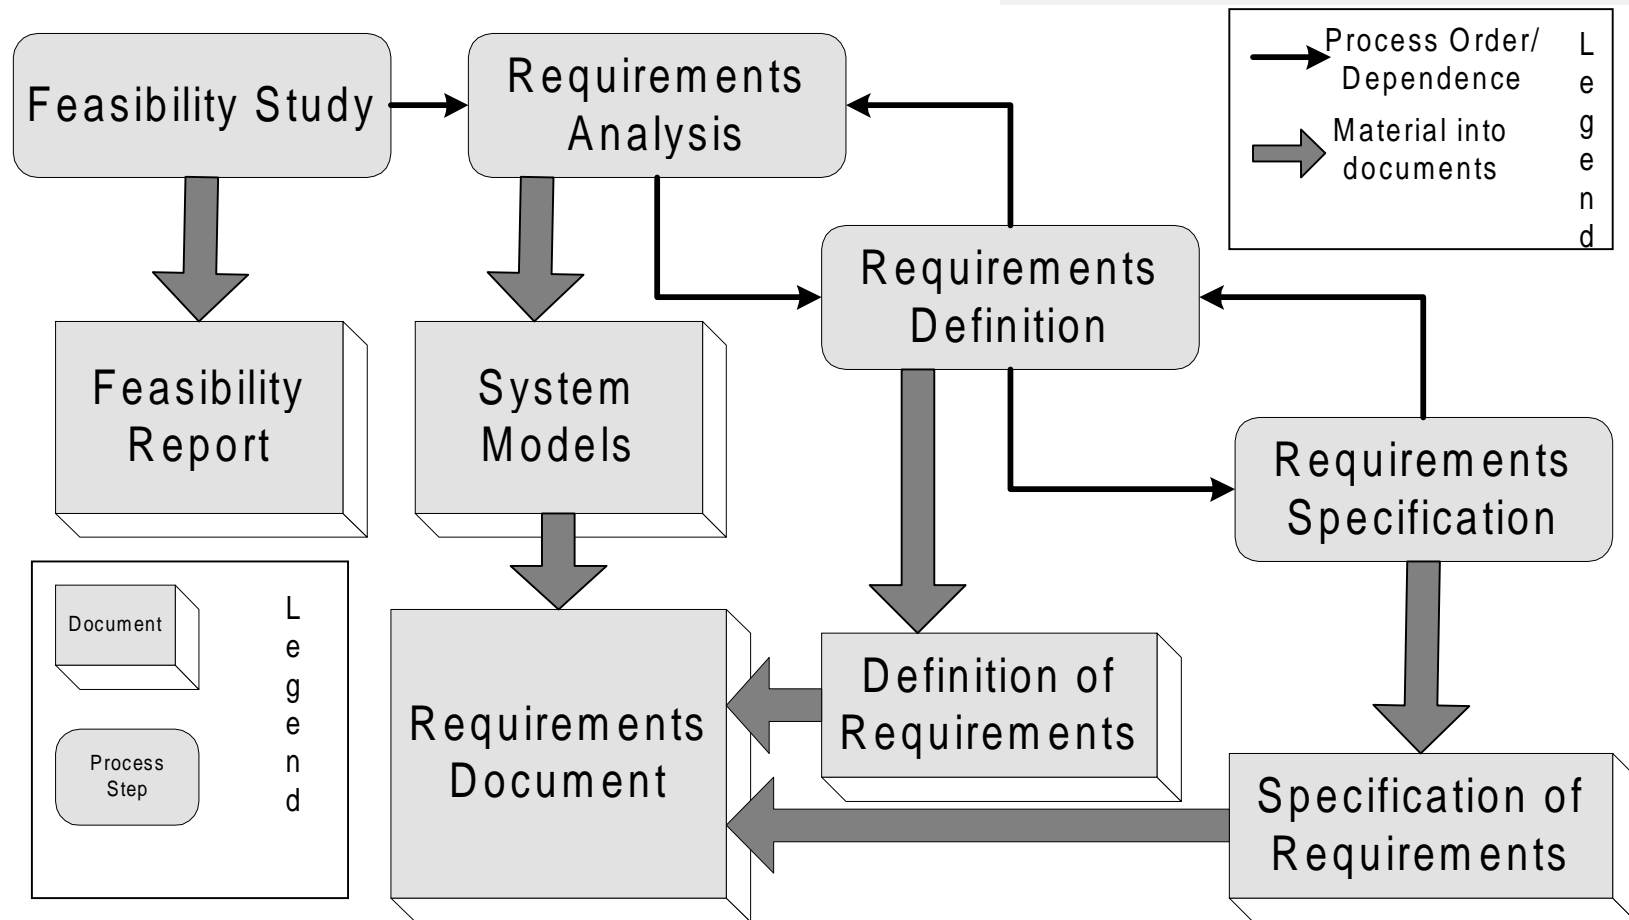 Feasibility Study
Requirements
Analysis
Process Order/
Dependence
Material into
documents
L
e
g
e
n
d
Requirements
Definition
Feasibility
Report
System
Models
Requirements
Specification
Document
Process
Step
L
e
g
e
n
d
Requirements
Document
Definition of
Requirements
Specification of
Requirements